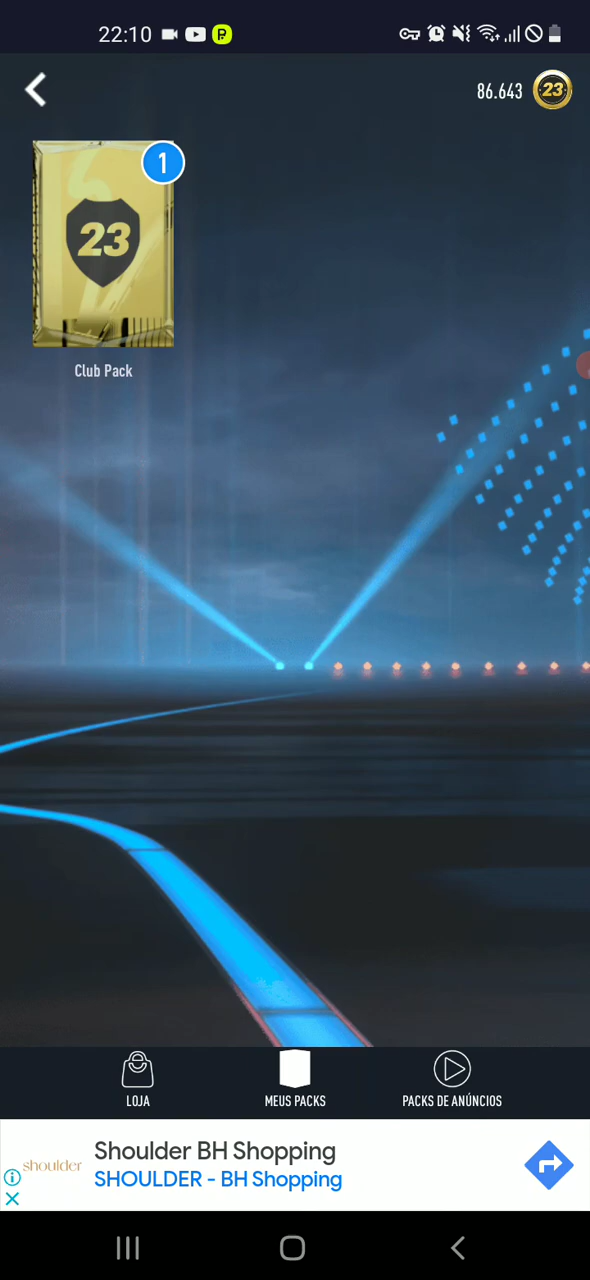 22:10
86.643
23
1
23
Club Pack
LOJA
MEUS PACKS
PACKS DE ANÚNCIOS
shoulder
Shoulder BH Shopping
SHOULDER - BH Shopping